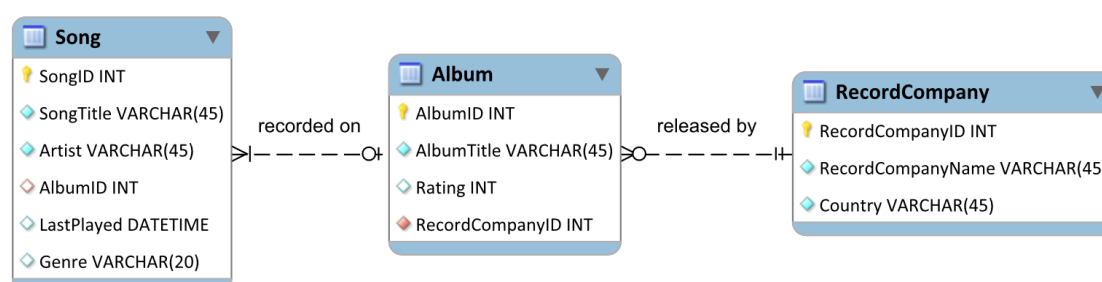 Song
SongID INT
SongTitle VARCHAR(45)
Artist VARCHAR(45)
AlbumID INT
LastPlayed DATETIME
Genre VARCHAR(20)
recorded on
Album
AlbumID INT
AlbumTitle VARCHAR(45)
Rating INT
RecordCompanyID INT
released by
RecordCompany
RecordCompanyID INT
RecordCompanyName VARCHAR(45
Country VARCHAR(45)